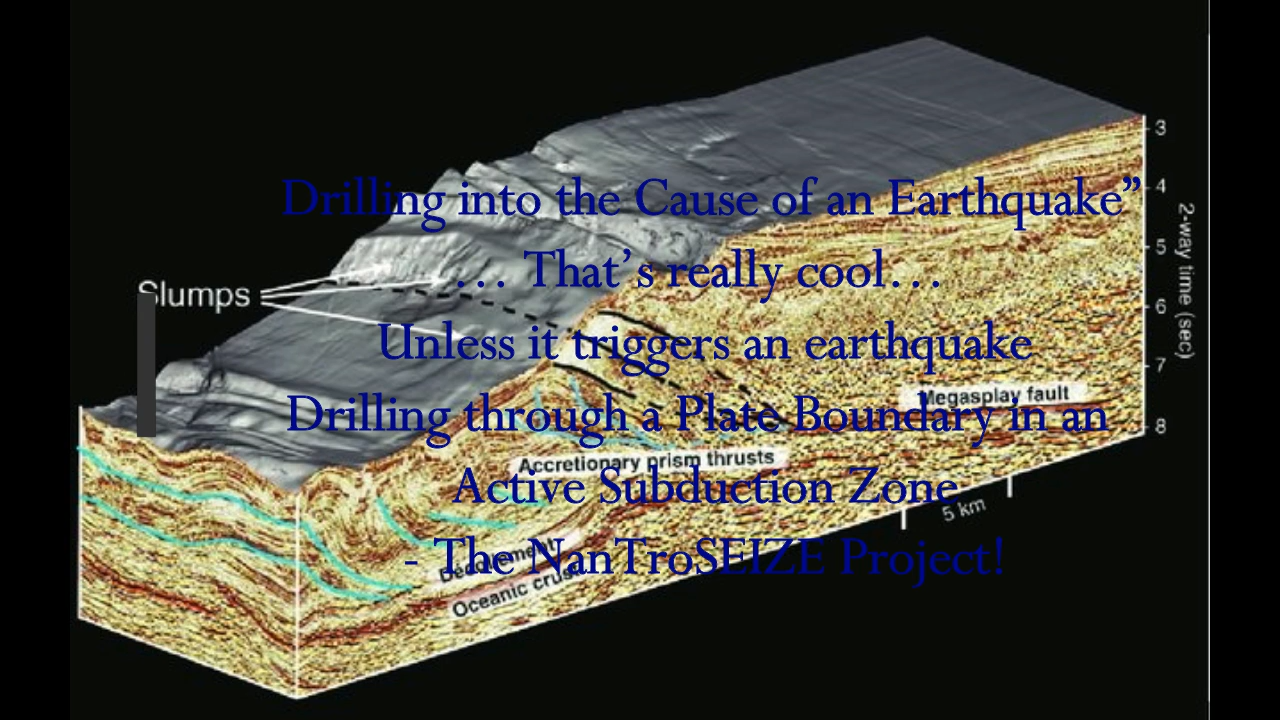 Drilling into the Cause of an Earthquake”
… That’s really cool…
Unless it triggers an earthquake
Drilling through a Plate Boundary in an
Active Subduction Zone
- The NanTroSEIZE Project!
Slumps
3
4
5
6
7
8
2-way time (sec)
Megasplay fault
Accretionary prism thrusts
5 km
Décollement
Oceanic crust